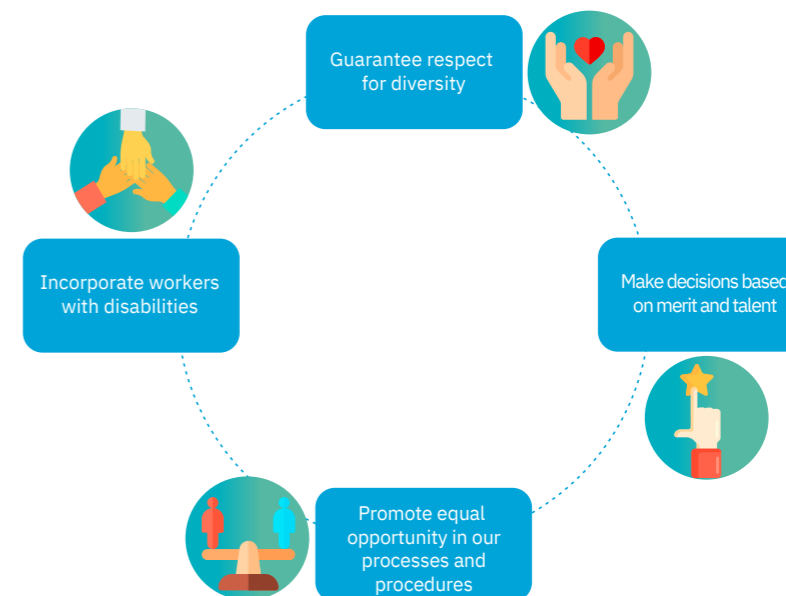 Guarantee respect
for diversity
Incorporate workers
with disabilities
Make decisions based
on merit and talent
Promote equal
opportunity in our
processes and
procedures